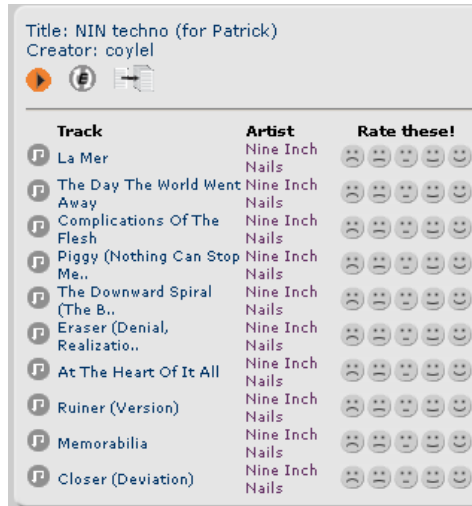 Title: NIN techno (for Patrick)
Creator: coylel
E
Track Artist Rate these!
La Mer Nine Inch Nails
The Day The World Went Away Nine Inch Nails
Complications Of The Flesh Nine Inch Nails
Piggy (Nothing Can Stop Me.. Nine Inch Nails
The Downward Spiral (The B.. Nine Inch Nails
Eraser (Denial, Realizatio.. Nine Inch Nails
At The Heart Of It All Nine Inch Nails
Ruiner (Version) Nine Inch Nails
Memorabilia Nine Inch Nails
Closer (Deviation) Nine Inch Nails